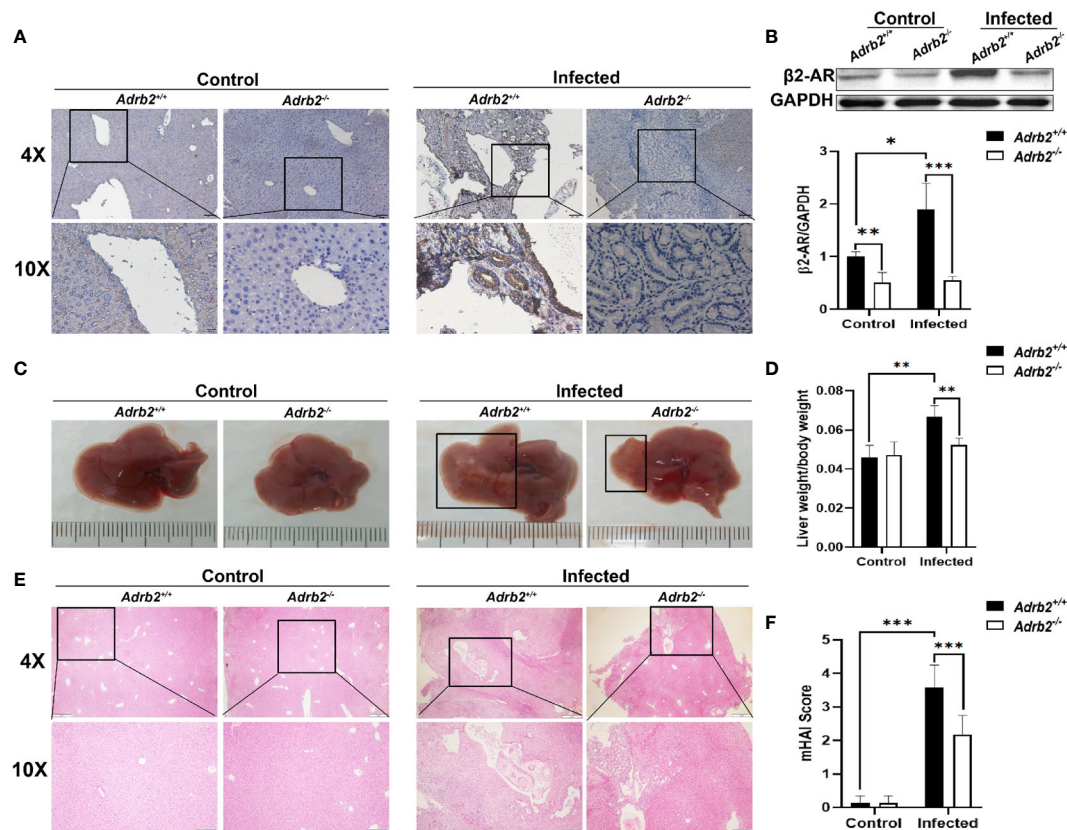 A
Control
Infected
Adrb2+/+
Adrb2-/-
Adrb2+/+
Adrb2-/-
4X
10X
B
Control
Infected
Adrb2+/+
Adrb2-/-
Adrb2+/+
Adrb2-/-
β2-AR
GAPDH
Adrb2+/+
Adrb2-/-
*
***
**
β2-AR/GAPDH
3
2
1
0
Control
Infected
C
Control
Infected
Adrb2+/+
Adrb2-/-
Adrb2+/+
Adrb2-/-
D
Adrb2+/+
Adrb2-/-
**
**
Liver weight/body weight
0.08
0.06
0.04
0.02
0.00
Control
Infected
E
Control
Infected
Adrb2+/+
Adrb2-/-
Adrb2+/+
Adrb2-/-
4X
10X
F
Adrb2+/+
Adrb2-/-
***
***
mHAI Score
5
4
3
2
1
0
Control
Infected